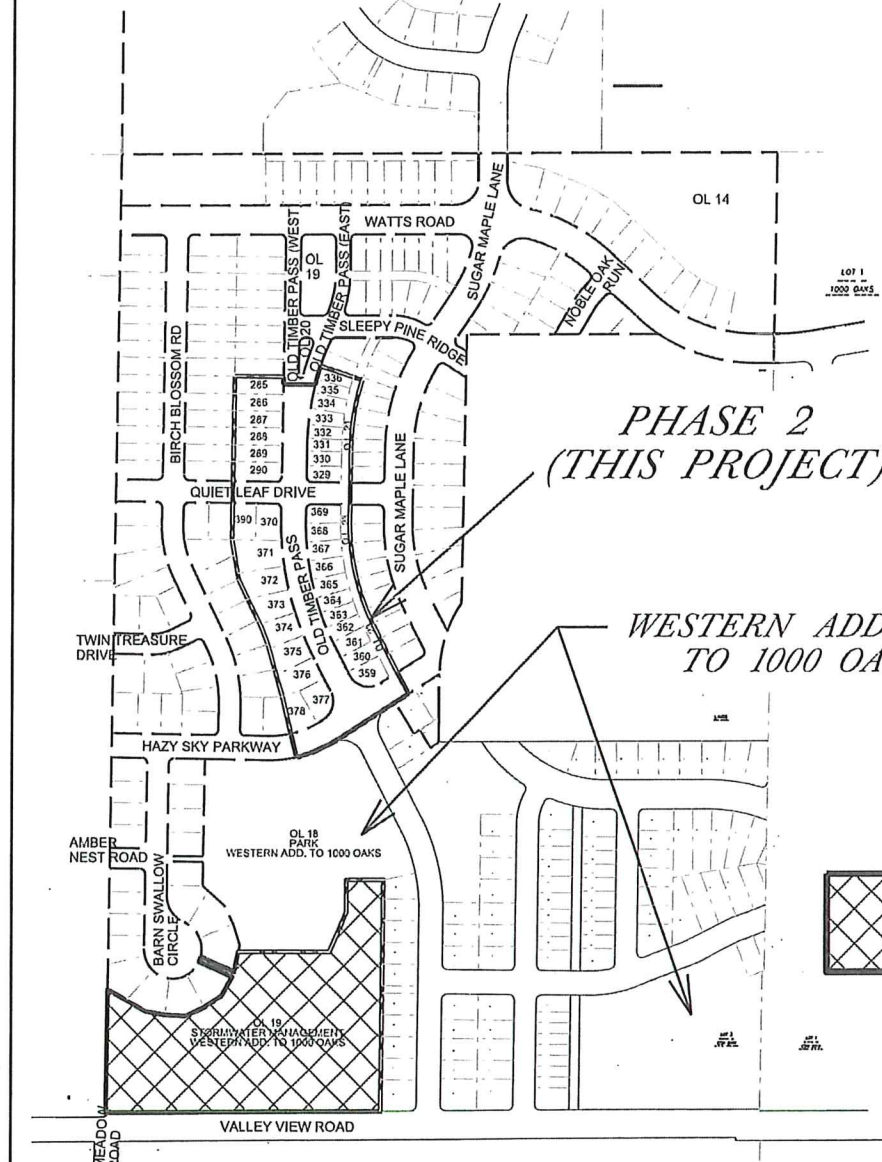 OL 14
SUGAR MAPLE LANE
WATTS ROAD
OLD TIMBER PASS (WEST)
OL
19
OLD TIMBER PASS (EAST)
OL 20
LOT 1
1000 OAKS
NOBLE OAK
RUN
SLEEPY PINE RIDGE
BIRCH BLOSSOM RD
285
286
287
288
289
290
336
335
334
333
332
331
330
329
OL 21
PHASE 2
(THIS PROJECT)
QUIET LEAF DRIVE
SUGAR MAPLE LANE
390
370
371
372
373
374
375
376
377
378
OLD TIMBER PASS
369
368
367
366
365
364
363
362
361
360
359
TWIN TREASURE
DRIVE
WESTERN ADD
TO 1000 OA
HAZY SKY PARKWAY
OL 18
PARK
WESTERN ADD. TO 1000 OAKS
AMBER
NEST ROAD
BARN SWALLOW
CIRCLE
OL 19
STORMWATER MANAGEMENT
WESTERN ADD. TO 1000 OAKS
VALLEY VIEW ROAD
MEADOW
ROAD